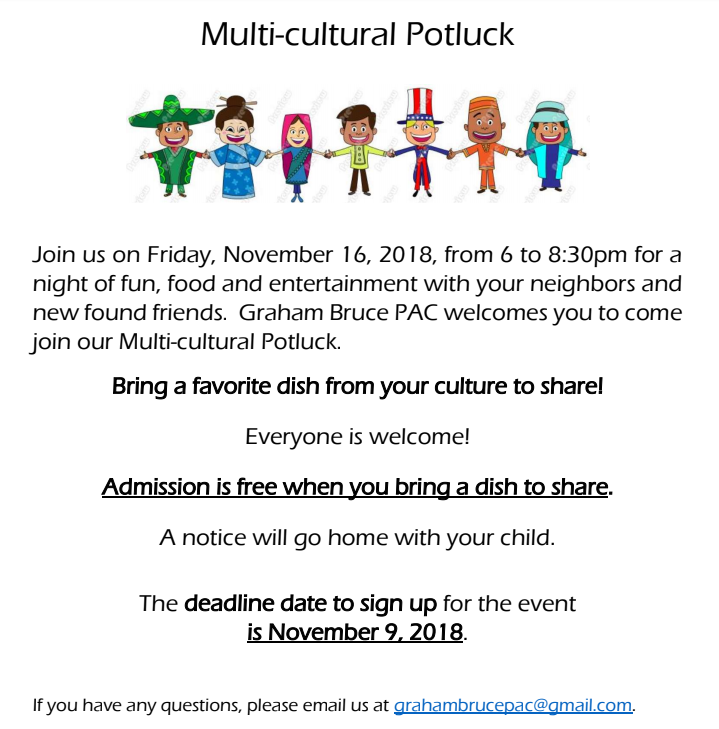 Multi-cultural Potluck
Join us on Friday, November 16, 2018, from 6 to 8:30pm for a
night of fun, food and entertainment with your neighbors and
new found friends.  Graham Bruce PAC welcomes you to come
join our Multi-cultural Potluck.
Bring a favorite dish from your culture to share!
Everyone is welcome!
Admission is free when you bring a dish to share.
A notice will go home with your child.
The deadline date to sign up for the event
is November 9, 2018.
If you have any questions, please email us at grahambrucepac@gmail.com.